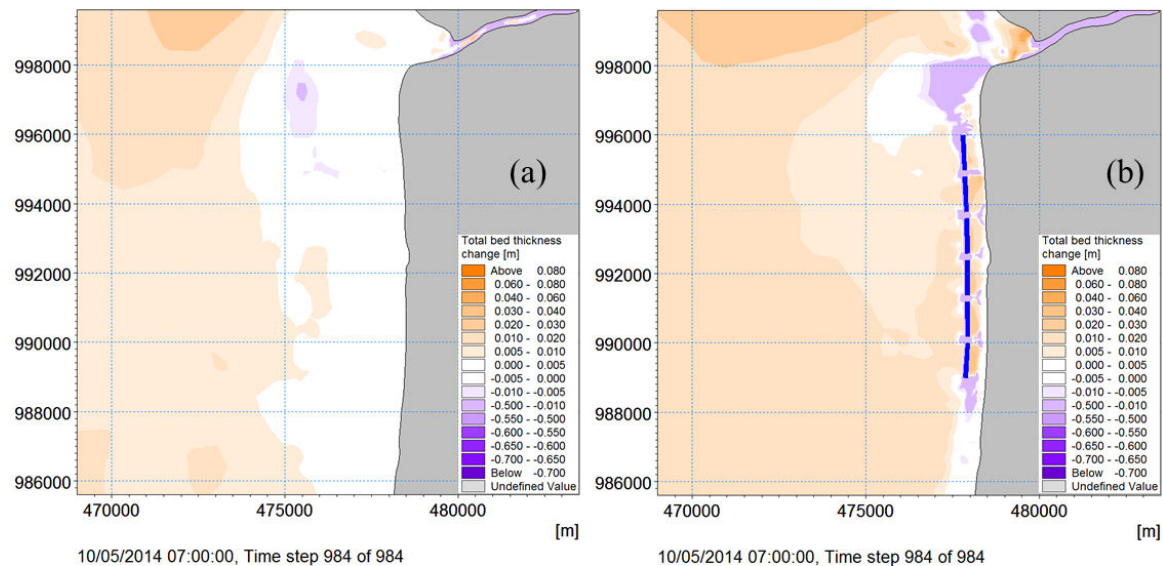 998000
996000
994000
992000
990000
988000
986000
(a)
Total bed thickness
change [m]
Above 0.080
0.060 - 0.080
0.040 - 0.060
0.030 - 0.040
0.020 - 0.030
0.010 - 0.020
0.005 - 0.010
0.000 - 0.005
-0.005 - 0.000
-0.010 - -0.005
-0.500 - -0.010
-0.550 - -0.500
-0.600 - -0.550
-0.650 - -0.600
-0.700 - -0.650
Below -0.700
Undefined Value
470000 475000 480000
[m]
10/05/2014 07:00:00, Time step 984 of 984
998000
996000
994000
992000
990000
988000
986000
(b)
Total bed thickness
change [m]
Above 0.080
0.060 - 0.080
0.040 - 0.060
0.030 - 0.040
0.020 - 0.030
0.010 - 0.020
0.005 - 0.010
0.000 - 0.005
-0.005 - 0.000
-0.010 - -0.005
-0.500 - -0.010
-0.550 - -0.500
-0.600 - -0.550
-0.650 - -0.600
-0.700 - -0.650
Below -0.700
Undefined Value
470000 475000 480000
[m]
10/05/2014 07:00:00, Time step 984 of 984